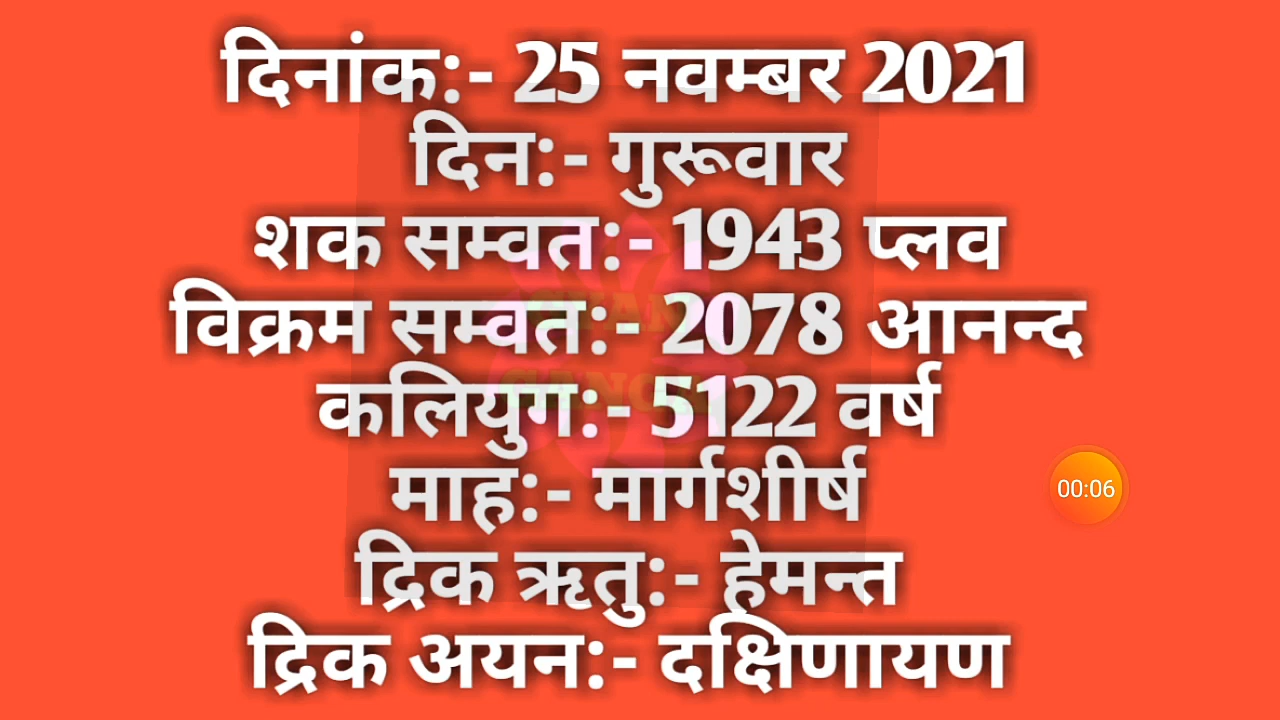 दिनांक:- 25 नवम्बर 2021
दिन:- गुरूवार
शक सम्वत:- 1943 प्लव
विक्रम सम्वत:- 2078 आनन्द
कलियुग:- 5122 वर्ष
माह:- मार्गशीर्ष
00:06
द्रिक ऋतु:- हेमन्त
द्रिक अयन:- दक्षिणायण